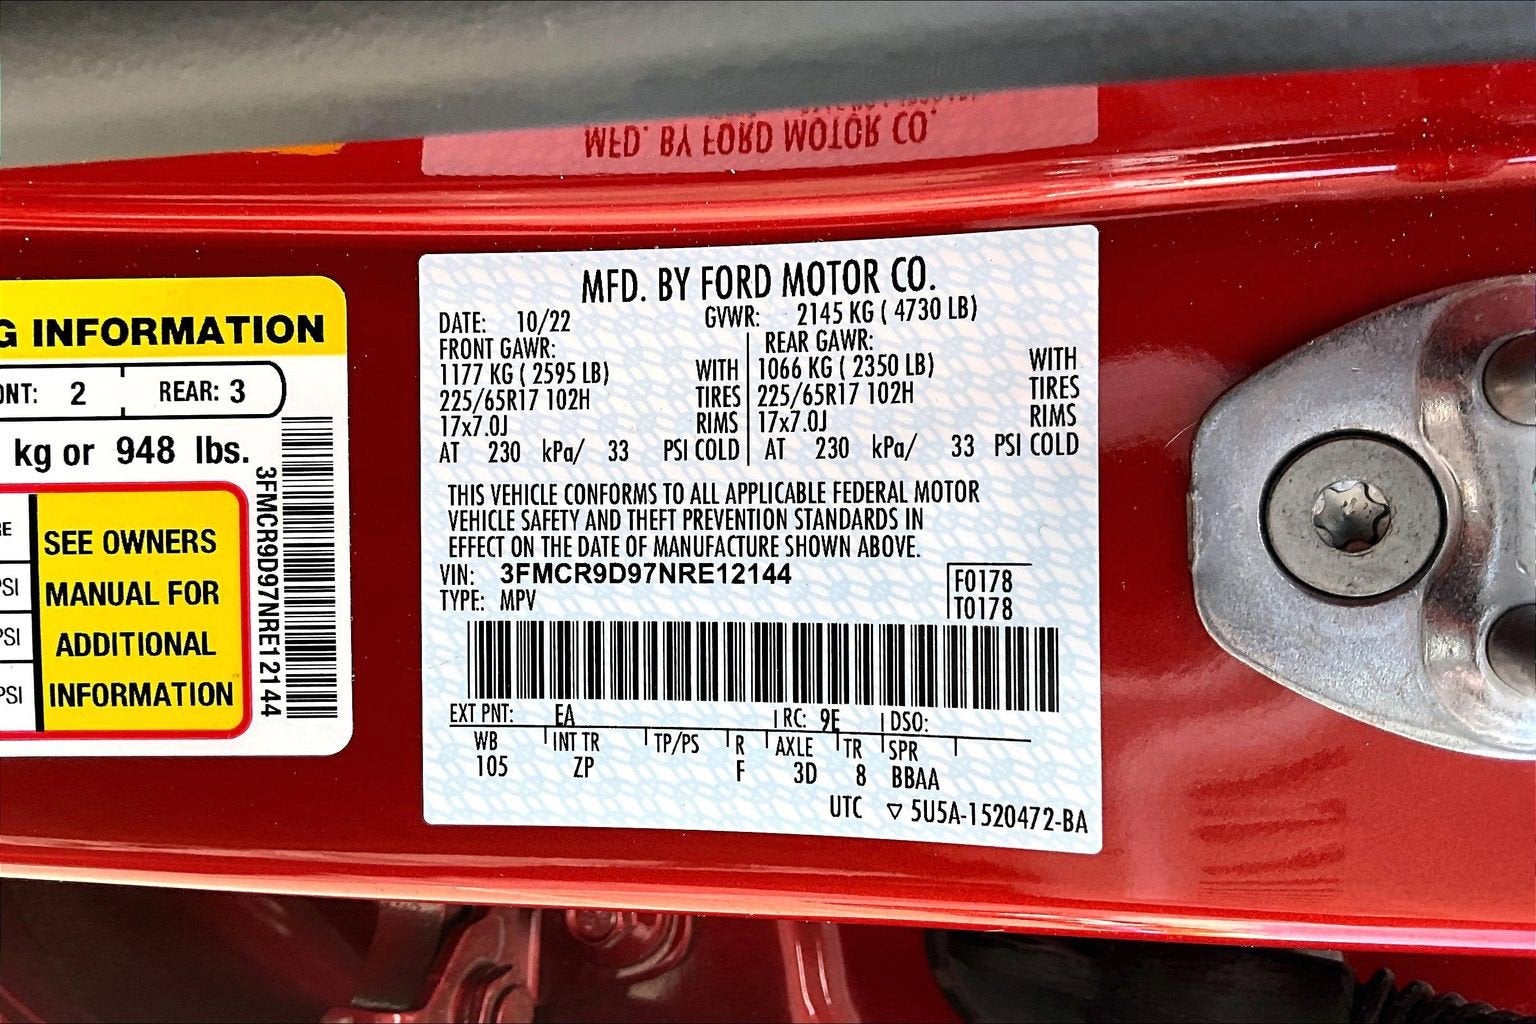 MFD. BY FORD MOTOR CO.
G INFORMATION
NT: 2 REAR: 3
kg or 948 lbs.
SEE OWNERS
MANUAL FOR
ADDITIONAL
INFORMATION
PSI
PSI
PSI
3FMCR9D97NRE12144
MFD. BY FORD MOTOR CO.
DATE: 10/22 GVWR: 2145 KG ( 4730 LB)
FRONT GAWR: REAR GAWR:
1177 KG ( 2595 LB) WITH 1066 KG ( 2350 LB) WITH
225/65R17 102H TIRES 225/65R17 102H TIRES
17x7.0J RIMS 17x7.0J RIMS
AT 230 kPa/ 33 PSI COLD AT 230 kPa/ 33 PSI COLD
THIS VEHICLE CONFORMS TO ALL APPLICABLE FEDERAL MOTOR
VEHICLE SAFETY AND THEFT PREVENTION STANDARDS IN
EFFECT ON THE DATE OF MANUFACTURE SHOWN ABOVE.
VIN: 3FMCR9D97NRE12144 F0178
TYPE: MPV T0178
EXT PNT: EA RC: 9E DSO:
WB INT TR TP/PS R AXLE TR SPR
105 ZP F 3D 8 BBAA
UTC ▽ 5U5A-1520472-BA